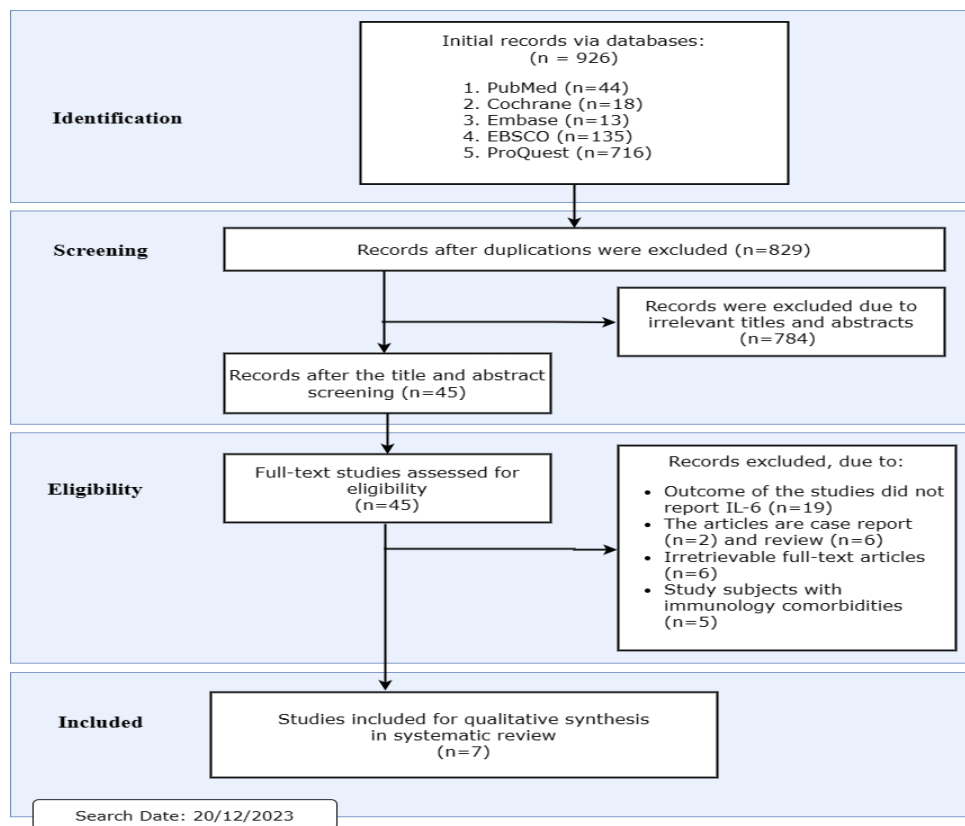 Identification
Initial records via databases:
(n = 926)
1. PubMed (n=44)
2. Cochrane (n=18)
3. Embase (n=13)
4. EBSCO (n=135)
5. ProQuest (n=716)
Screening
Records after duplications were excluded (n=829)
Records were excluded due to
irrelevant titles and abstracts
(n=784)
Records after the title and abstract
screening (n=45)
Eligibility
Full-text studies assessed for
eligibility
(n=45)
Records excluded, due to:
• Outcome of the studies did not
report IL-6 (n=19)
• The articles are case report
(n=2) and review (n=6)
• Irretrievable full-text articles
(n=6)
• Study subjects with
immunology comorbidities
(n=5)
Included
Studies included for qualitative synthesis
in systematic review
(n=7)
Search Date: 20/12/2023